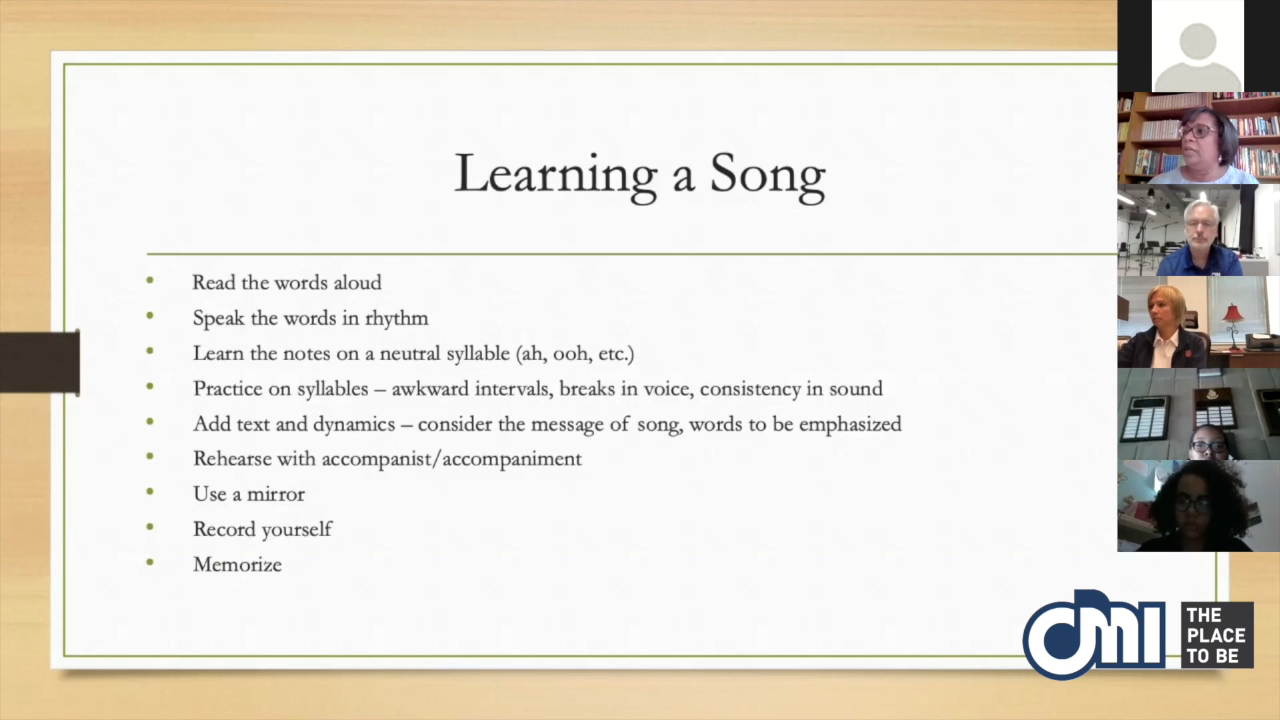 Learning a Song
• Read the words aloud
• Speak the words in rhythm
• Learn the notes on a neutral syllable (ah, ooh, etc.)
• Practice on syllables – awkward intervals, breaks in voice, consistency in sound
• Add text and dynamics – consider the message of song, words to be emphasized
• Rehearse with accompanist/accompaniment
• Use a mirror
• Record yourself
• Memorize
dmi
THE
PLACE
TO BE